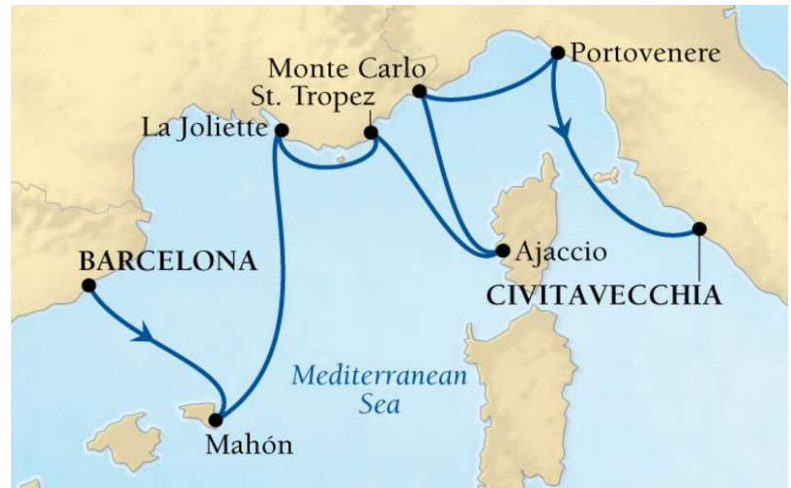 Portovenere
Monte Carlo
St. Tropez
La Joliette
BARCELONA
Ajaccio
CIVITAVECCHIA
Mediterranean
Sea
Mahón